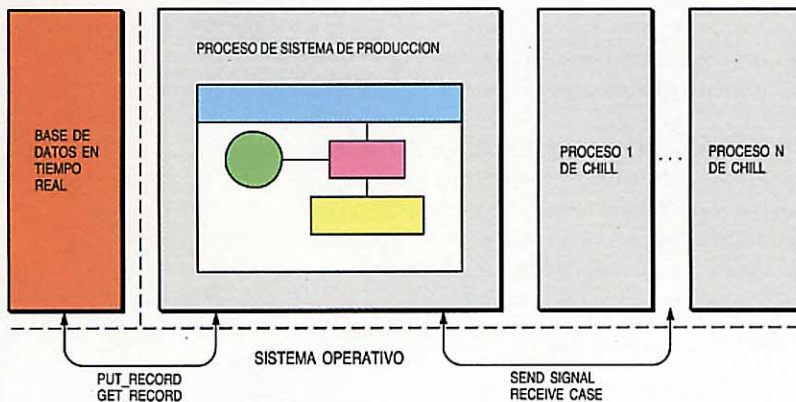 BASE DE
DATOS EN
TIEMPO
REAL
PROCESO DE SISTEMA DE PRODUCCION
PROCESO 1
DE CHILL
...
PROCESO N
DE CHILL
SISTEMA OPERATIVO
PUT_RECORD
GET RECORD
SEND SIGNAL
RECEIVE CASE